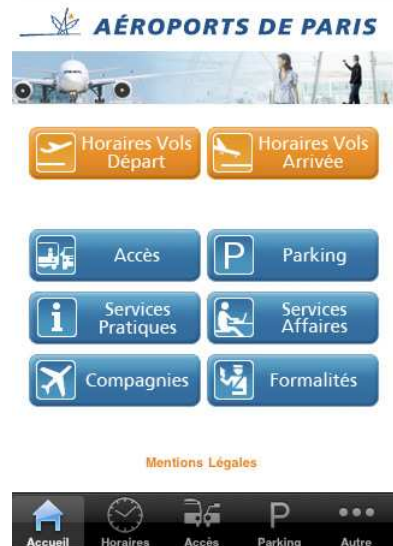 AÉROPORTS DE PARIS
Horaires Vols
Départ
Horaires Vols
Arrivée
Accès
P
Parking
i
Services
Pratiques
Services
Affaires
Compagnies
Formalités
Mentions Légales
P
Accueil
Horaires
Accès
Parking
Autre